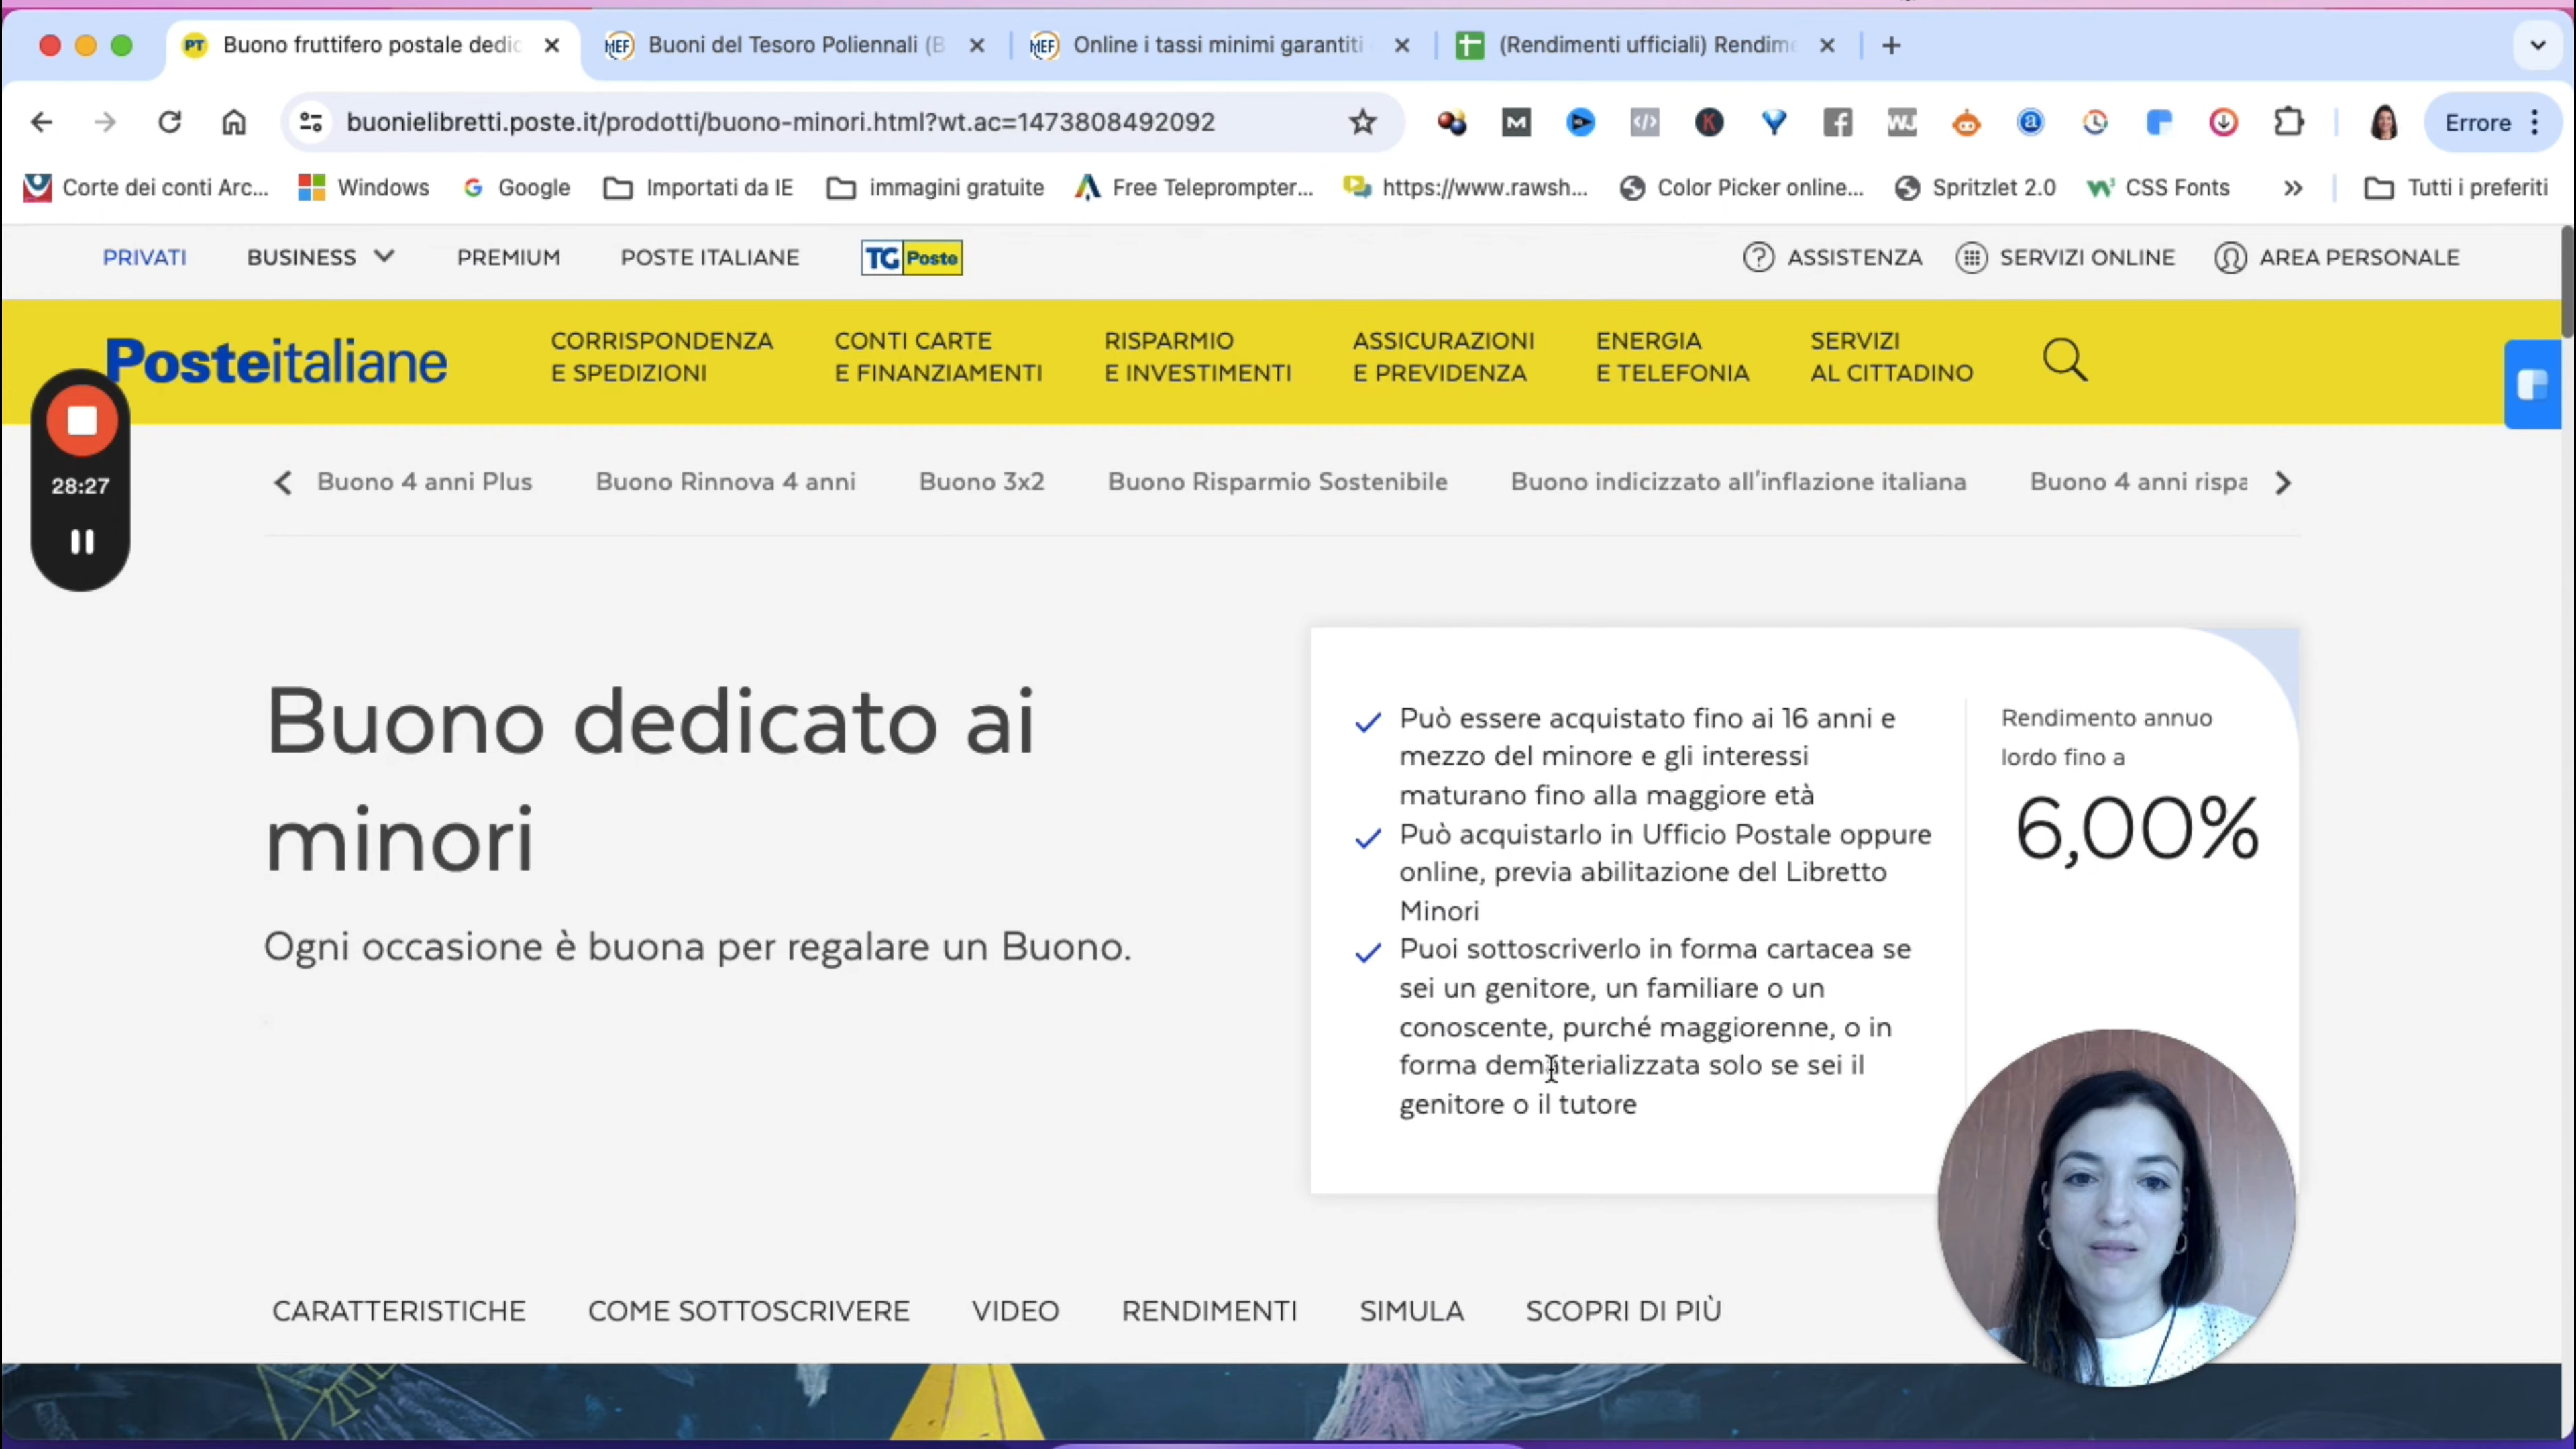 Buono fruttifero postale dedic
Buoni del Tesoro Poliennali (B
Online i tassi minimi garantiti
(Rendimenti ufficiali) Rendime
buonielibretti.poste.it/prodotti/buono-minori.html?wt.ac=1473808492092
Errore
Corte dei conti Arc...
Windows
Google
Importati da IE
immagini gratuite
Free Teleprompter...
https://www.rawsh...
Color Picker online...
Spritzlet 2.0
CSS Fonts
Tutti i preferiti
PRIVATI
BUSINESS
PREMIUM
POSTE ITALIANE
TG Poste
ASSISTENZA
SERVIZI ONLINE
AREA PERSONALE
Posteitaliane
CORRISPONDENZA
E SPEDIZIONI
CONTI CARTE
E FINANZIAMENTI
RISPARMIO
E INVESTIMENTI
ASSICURAZIONI
E PREVIDENZA
ENERGIA
E TELEFONIA
SERVIZI
AL CITTADINO
28:27
Buono 4 anni Plus
Buono Rinnova 4 anni
Buono 3x2
Buono Risparmio Sostenibile
Buono indicizzato all'inflazione italiana
Buono 4 anni rispa
Buono dedicato ai
minori
Ogni occasione è buona per regalare un Buono.
Può essere acquistato fino ai 16 anni e
mezzo del minore e gli interessi
maturano fino alla maggiore età
Può acquistarlo in Ufficio Postale oppure
online, previa abilitazione del Libretto
Minori
Puoi sottoscriverlo in forma cartacea se
sei un genitore, un familiare o un
conoscente, purché maggiorenne, o in
forma dematerializzata solo se sei il
genitore o il tutore
Rendimento annuo
lordo fino a
6,00%
CARATTERISTICHE
COME SOTTOSCRIVERE
VIDEO
RENDIMENTI
SIMULA
SCOPRI DI PIÙ